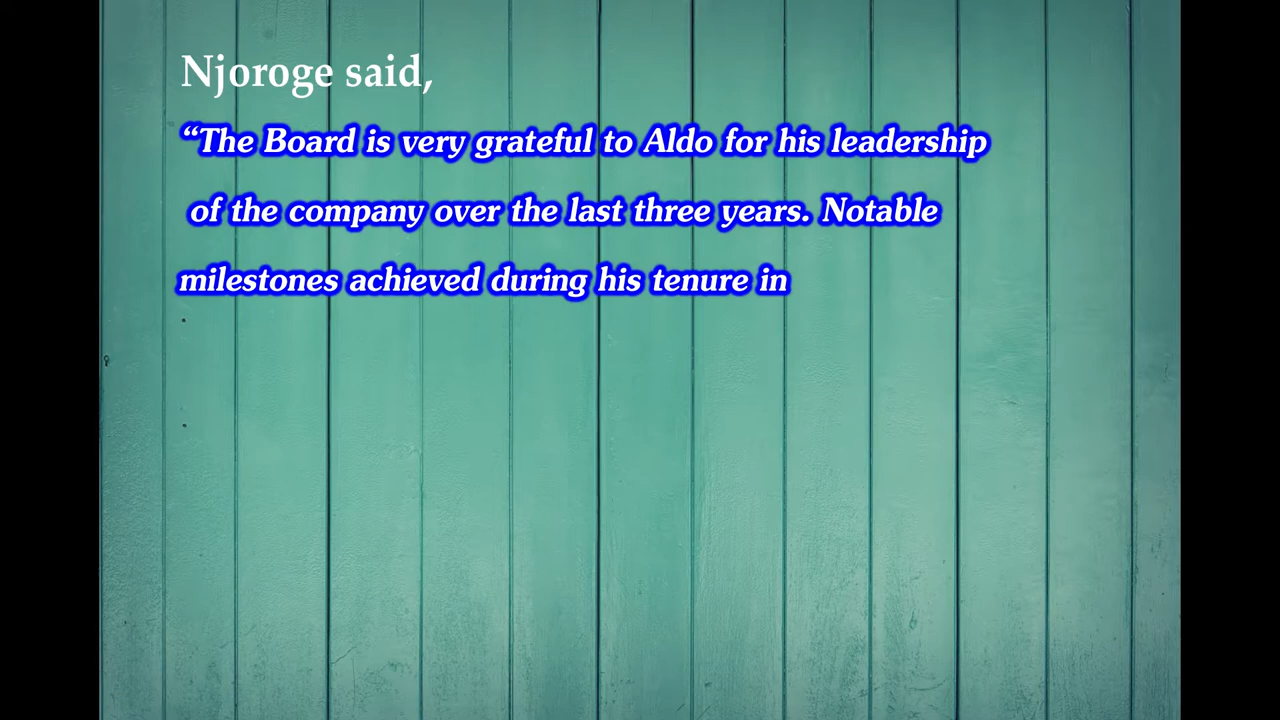 Njoroge said,
“The Board is very grateful to Aldo for his leadership
of the company over the last three years. Notable
milestones achieved during his tenure in